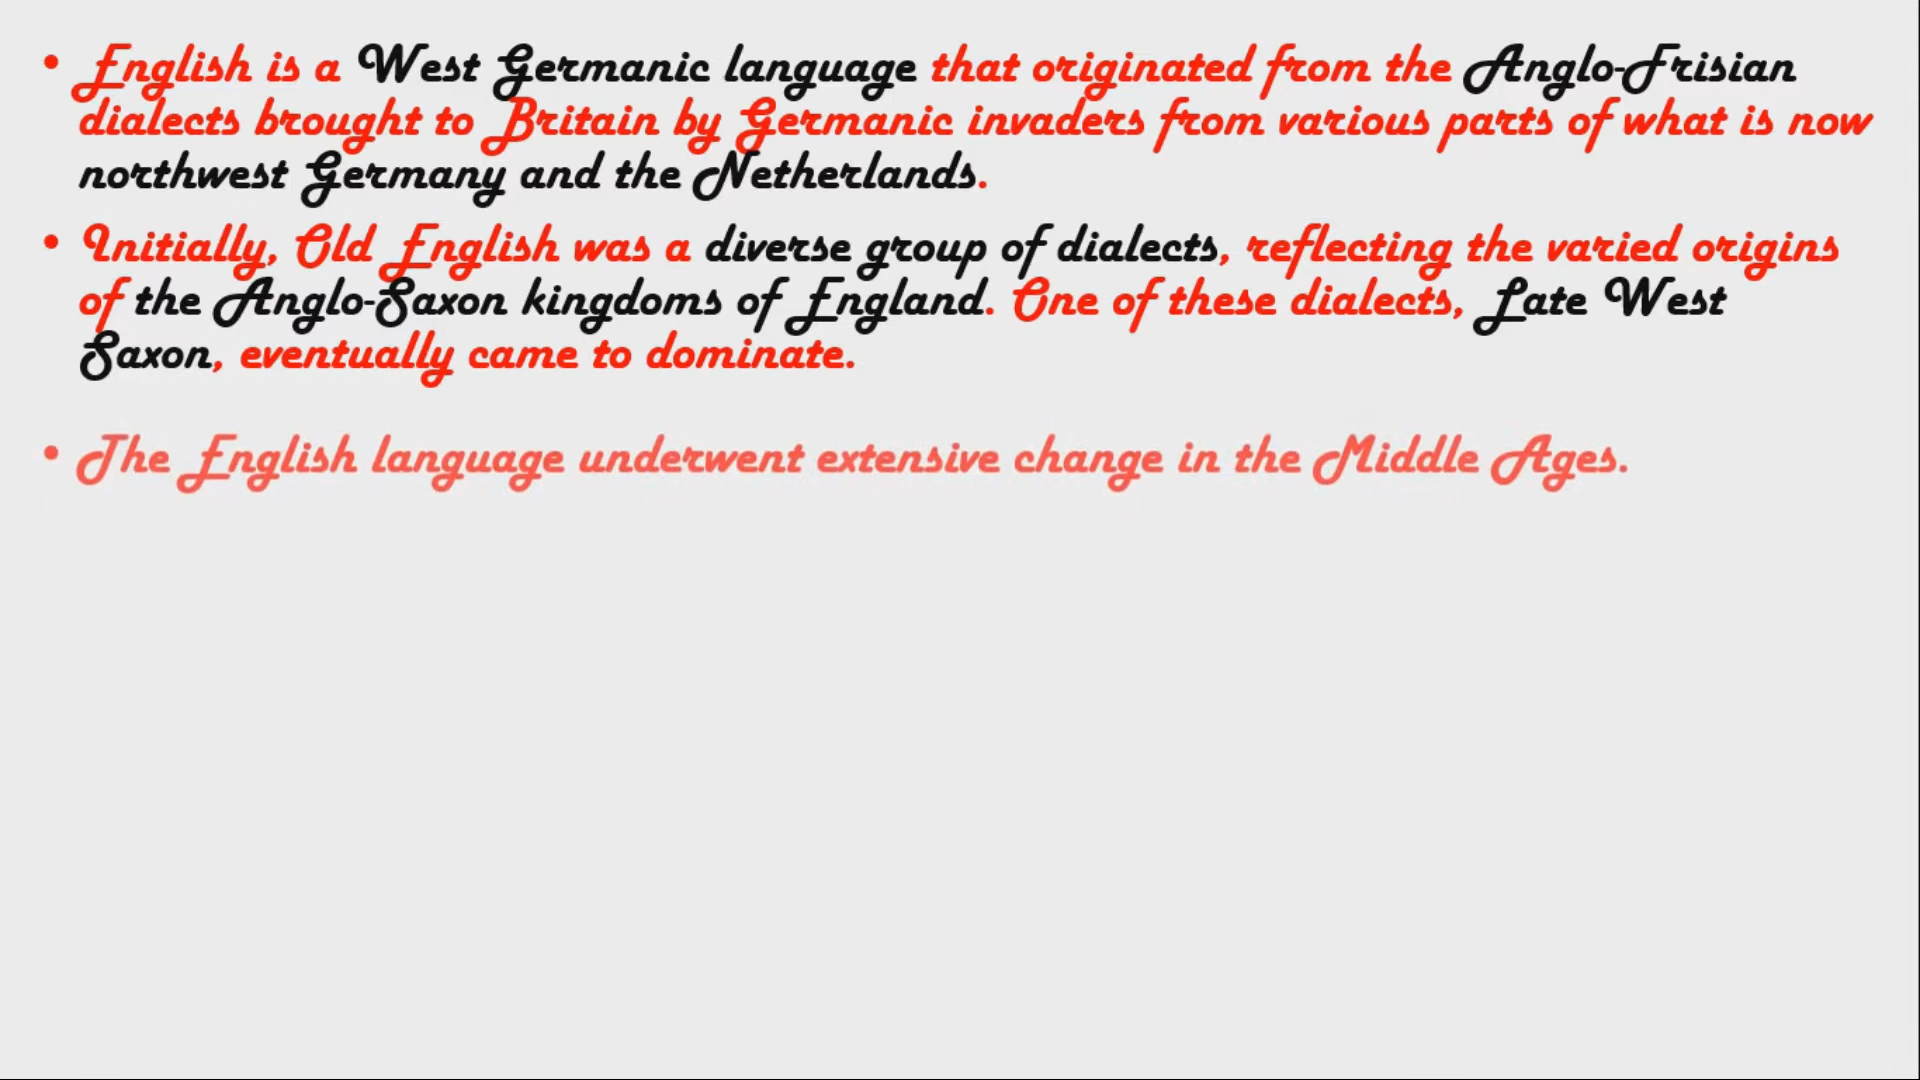 • English is a West Germanic language that originated from the Anglo-Frisian
dialects brought to Britain by Germanic invaders from various parts of what is now
northwest Germany and the Netherlands.
• Initially, Old English was a diverse group of dialects, reflecting the varied origins
of the Anglo-Saxon kingdoms of England. One of these dialects, Late West
Saxon, eventually came to dominate.
• The English language underwent extensive change in the Middle Ages.